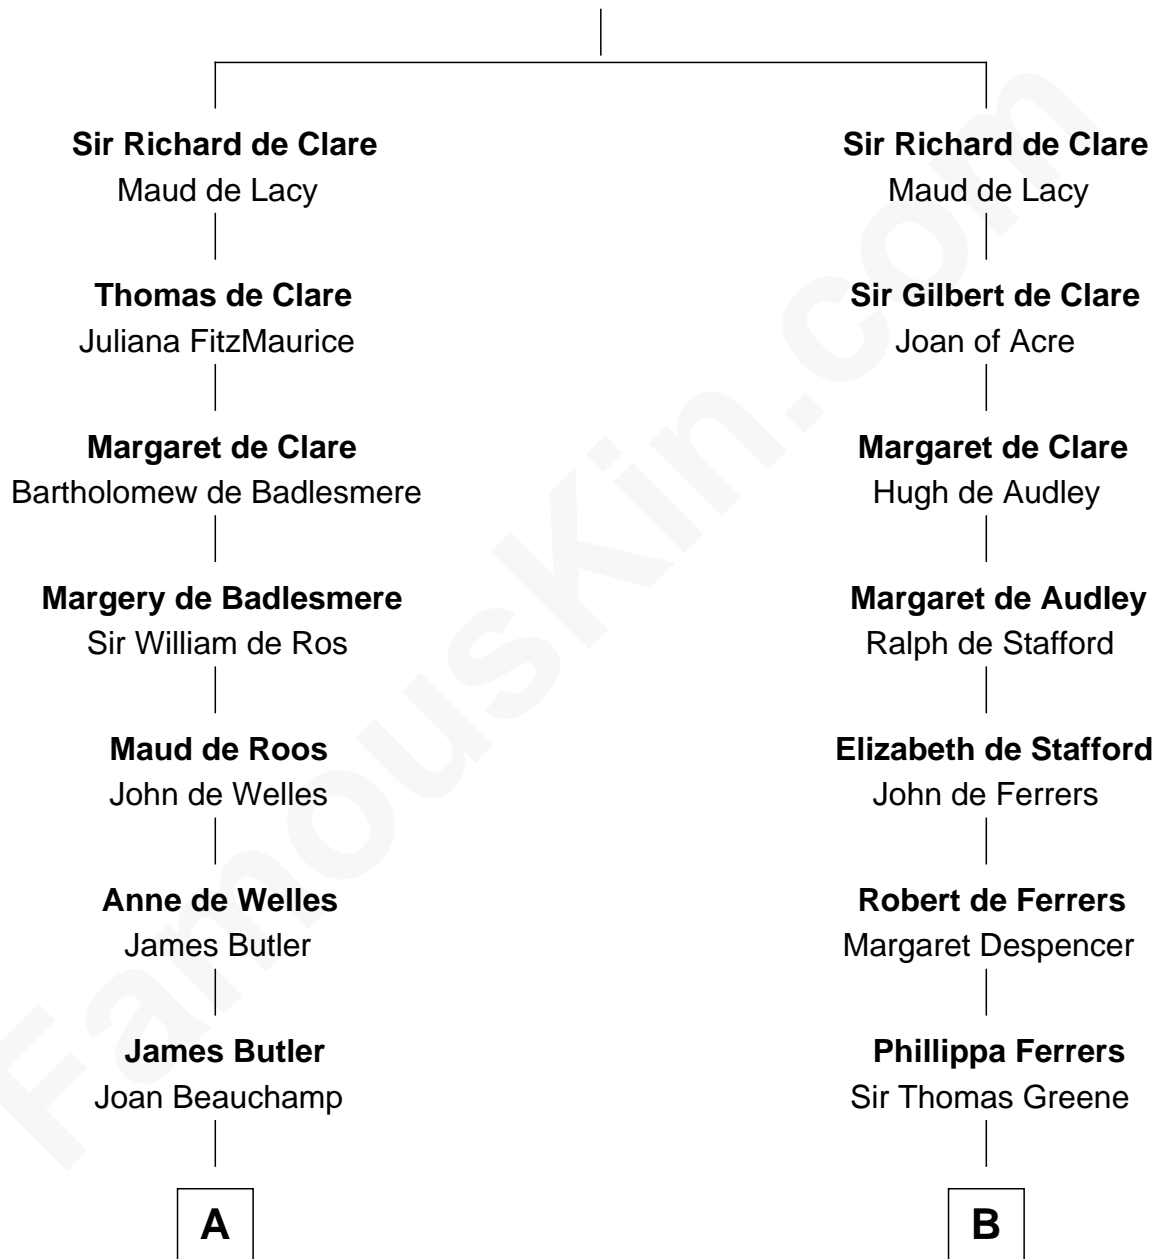 Sir Richard de Clare
Maud de Lacy
Thomas de Clare
Juliana FitzMaurice
Margaret de Clare
Bartholomew de Badlesmere
Margery de Badlesmere
Sir William de Ros
Maud de Roos
John de Welles
Anne de Welles
James Butler
James Butler
Joan Beauchamp
A
Sir Richard de Clare
Maud de Lacy
Sir Gilbert de Clare
Joan of Acre
Margaret de Clare
Hugh de Audley
Margaret de Audley
Ralph de Stafford
Elizabeth de Stafford
John de Ferrers
Robert de Ferrers
Margaret Despencer
Phillippa Ferrers
Sir Thomas Greene
B
FamousKin.com